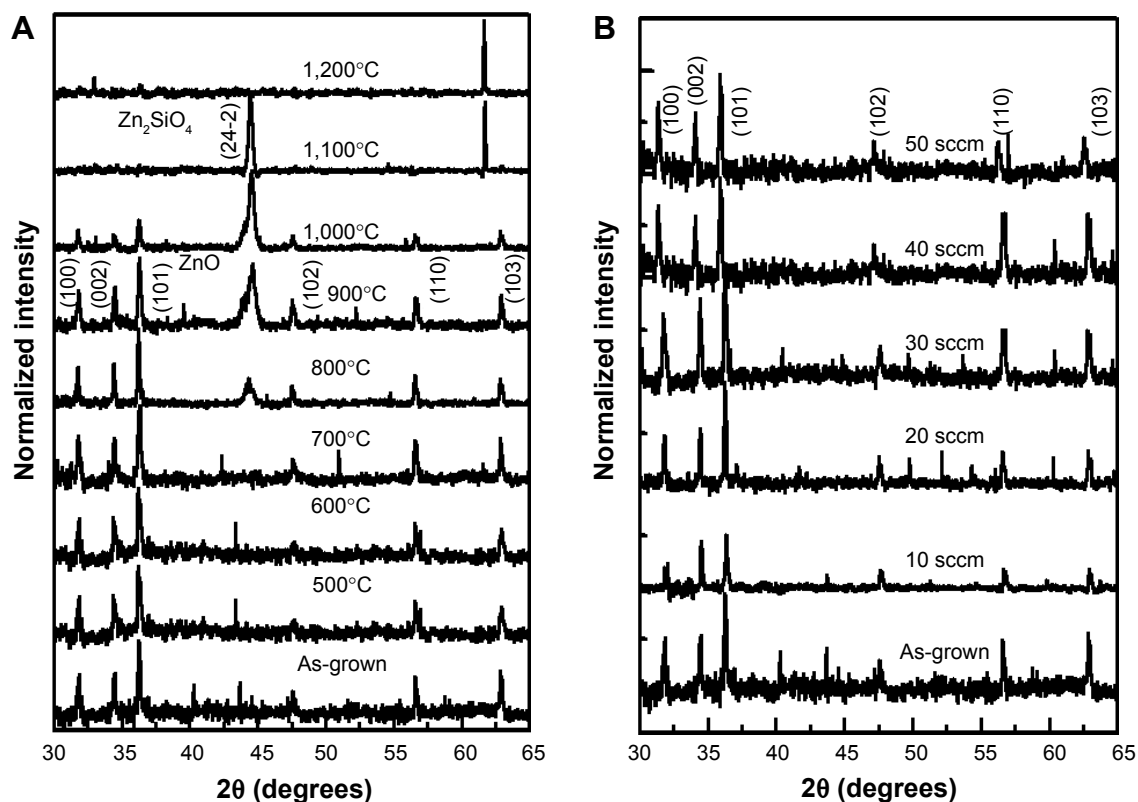 A
1,200°C
Zn2SiO4
(24-2)
1,100°C
1,000°C
ZnO
(100)
(002)
(101)
(102)
(110)
(103)
900°C
800°C
700°C
600°C
500°C
As-grown
Normalized intensity
30 35 40 45 50 55 60 65
2θ (degrees)
B
(100)
(002)
(101)
(102)
(110)
(103)
50 sccm
40 sccm
30 sccm
20 sccm
10 sccm
As-grown
Normalized intensity
30 35 40 45 50 55 60 65
2θ (degrees)